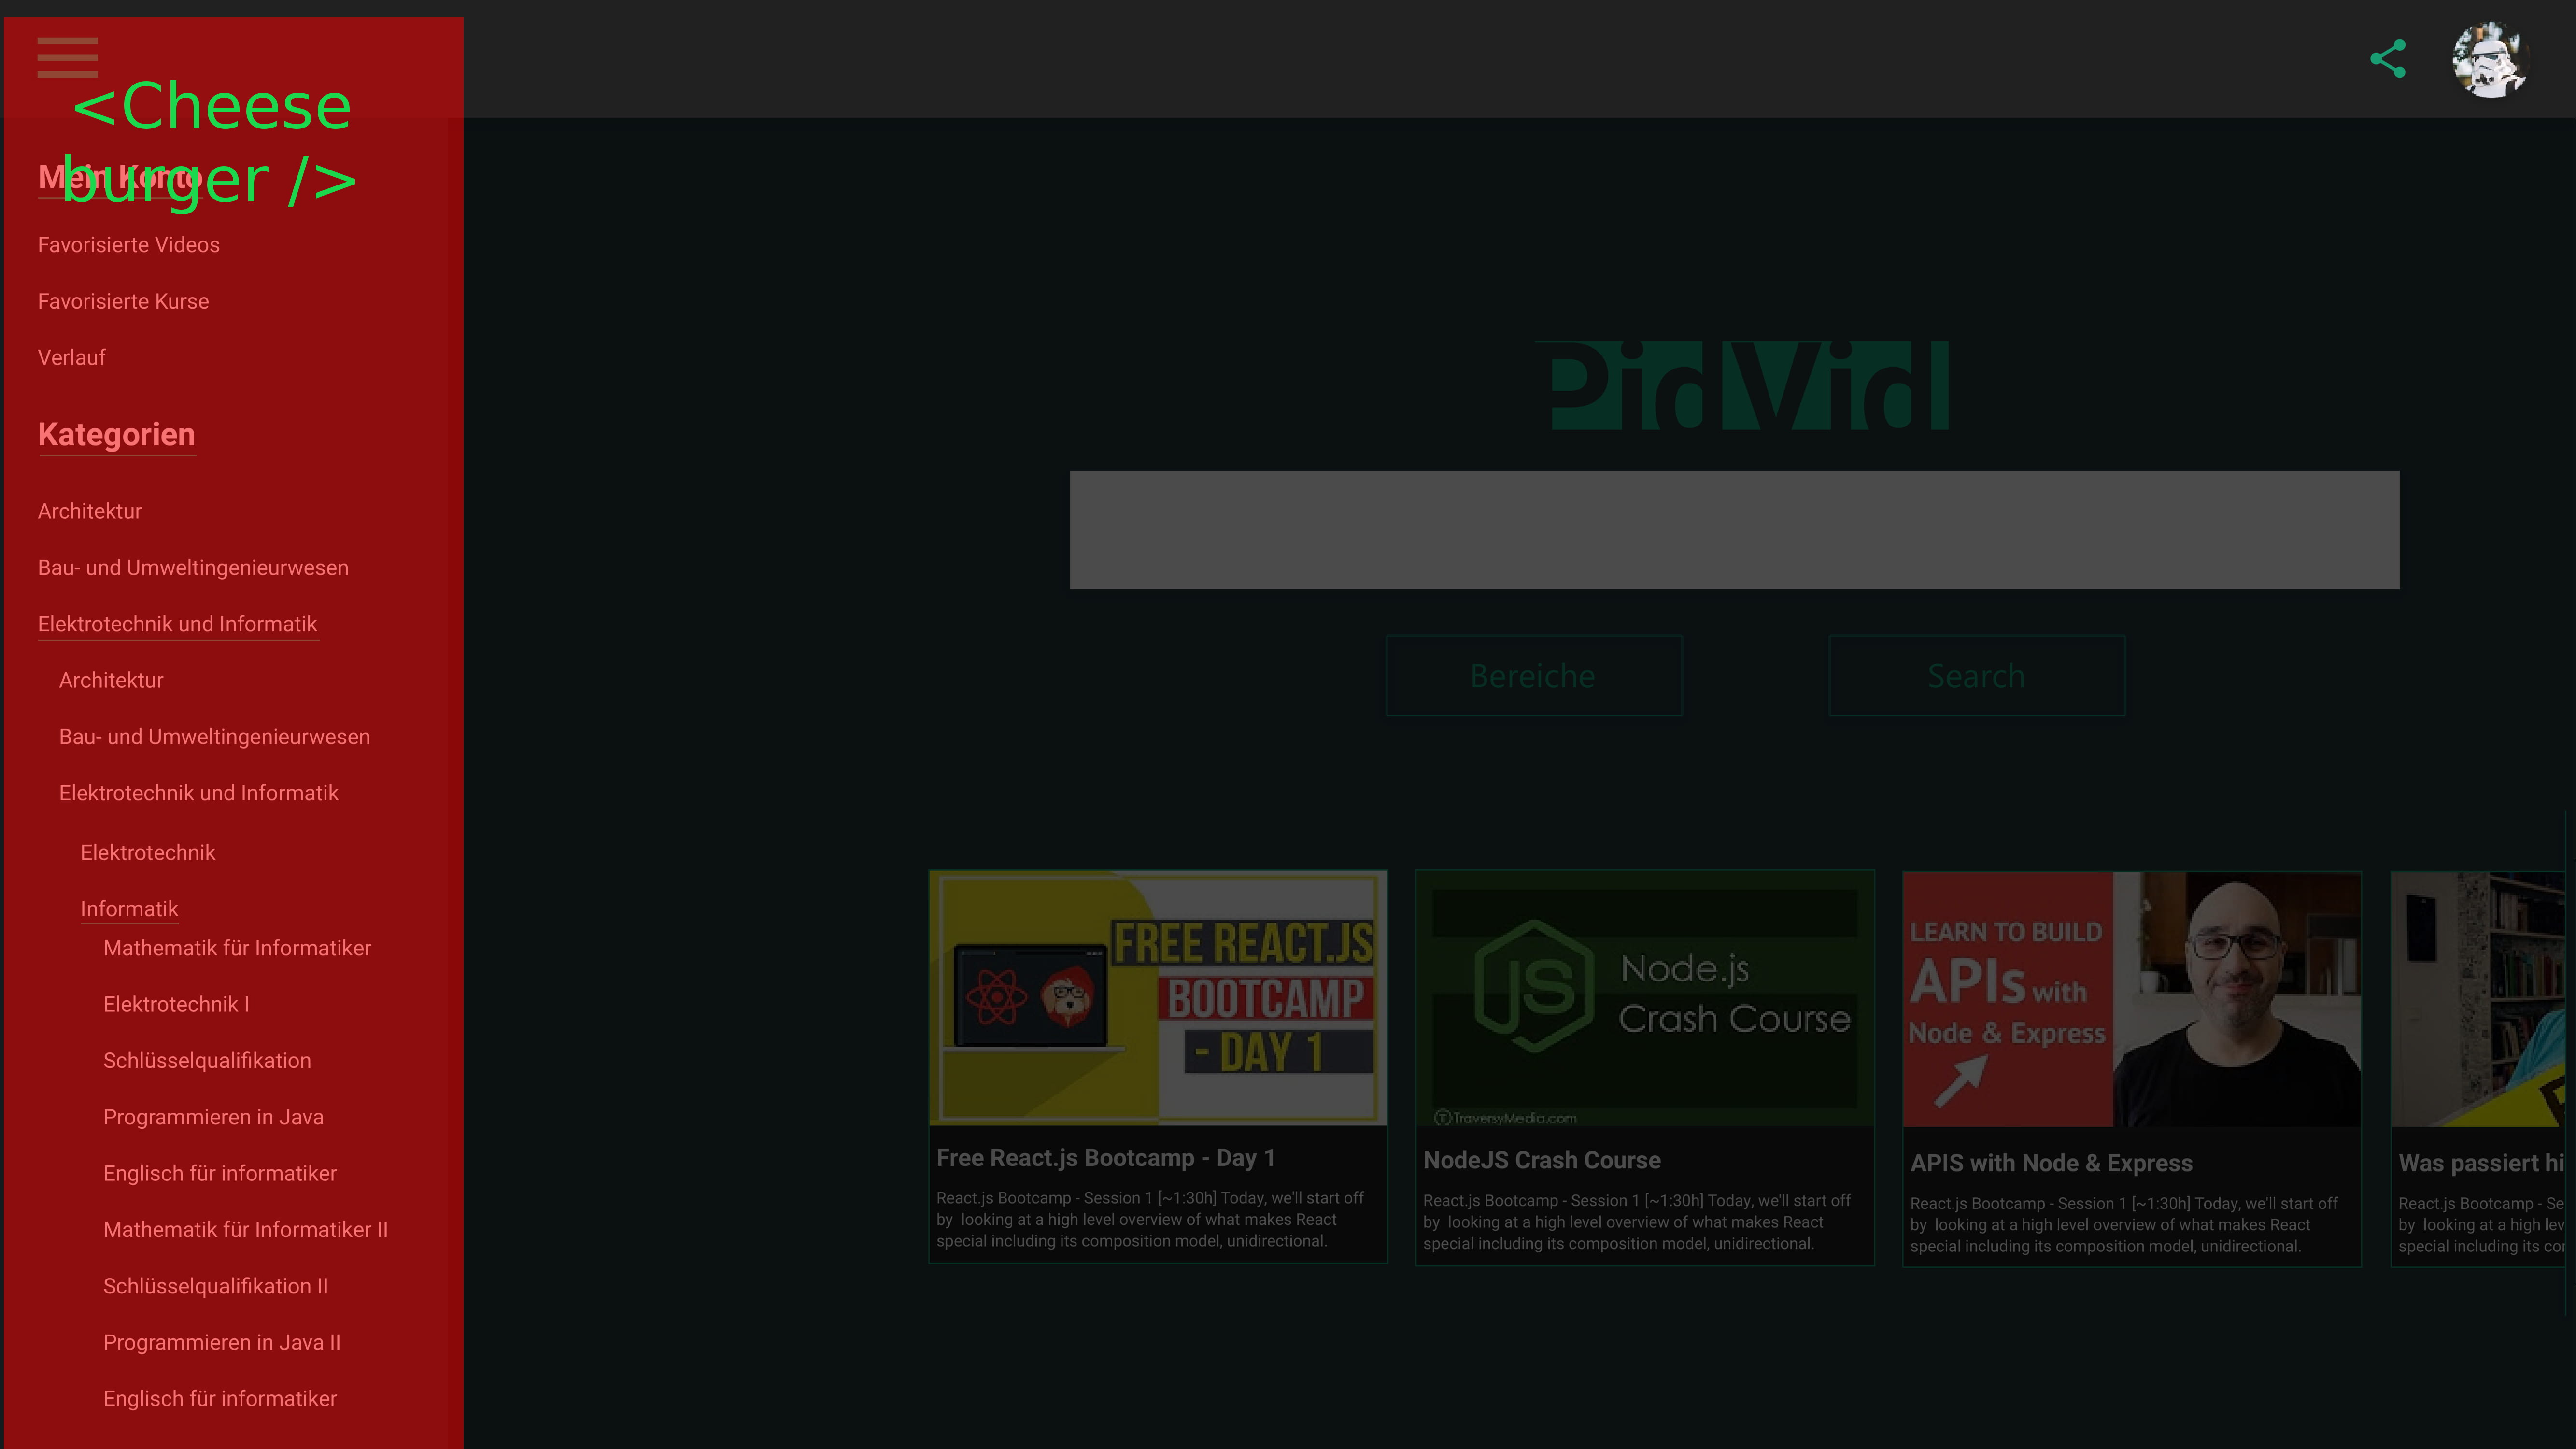 <Cheese
burger />
Mein Konto
Favorisierte Videos
Favorisierte Kurse
Verlauf
Kategorien
Architektur
Bau- und Umweltingenieurwesen
Elektrotechnik und Informatik
Architektur
Bau- und Umweltingenieurwesen
Elektrotechnik und Informatik
Elektrotechnik
Informatik
Mathematik für Informatiker
Elektrotechnik I
Schlüsselqualifikation
Programmieren in Java
Englisch für informatiker
Mathematik für Informatiker II
Schlüsselqualifikation II
Programmieren in Java II
Englisch für informatiker
PidVid
Bereiche
Search
FREE REACT.JS
BOOTCAMP
- DAY 1
Free React.js Bootcamp - Day 1
React.js Bootcamp - Session 1 [~1:30h] Today, we'll start off
by looking at a high level overview of what makes React
special including its composition model, unidirectional.
JS
Node.js
Crash Course
TraversyMedia.com
NodeJS Crash Course
React.js Bootcamp - Session 1 [~1:30h] Today, we'll start off
by looking at a high level overview of what makes React
special including its composition model, unidirectional.
LEARN TO BUILD
APIs with
Node & Express
APIS with Node & Express
React.js Bootcamp - Session 1 [~1:30h] Today, we'll start off
by looking at a high level overview of what makes React
special including its composition model, unidirectional.
Was passiert hi
React.js Bootcamp - Se
by looking at a high lev
special including its